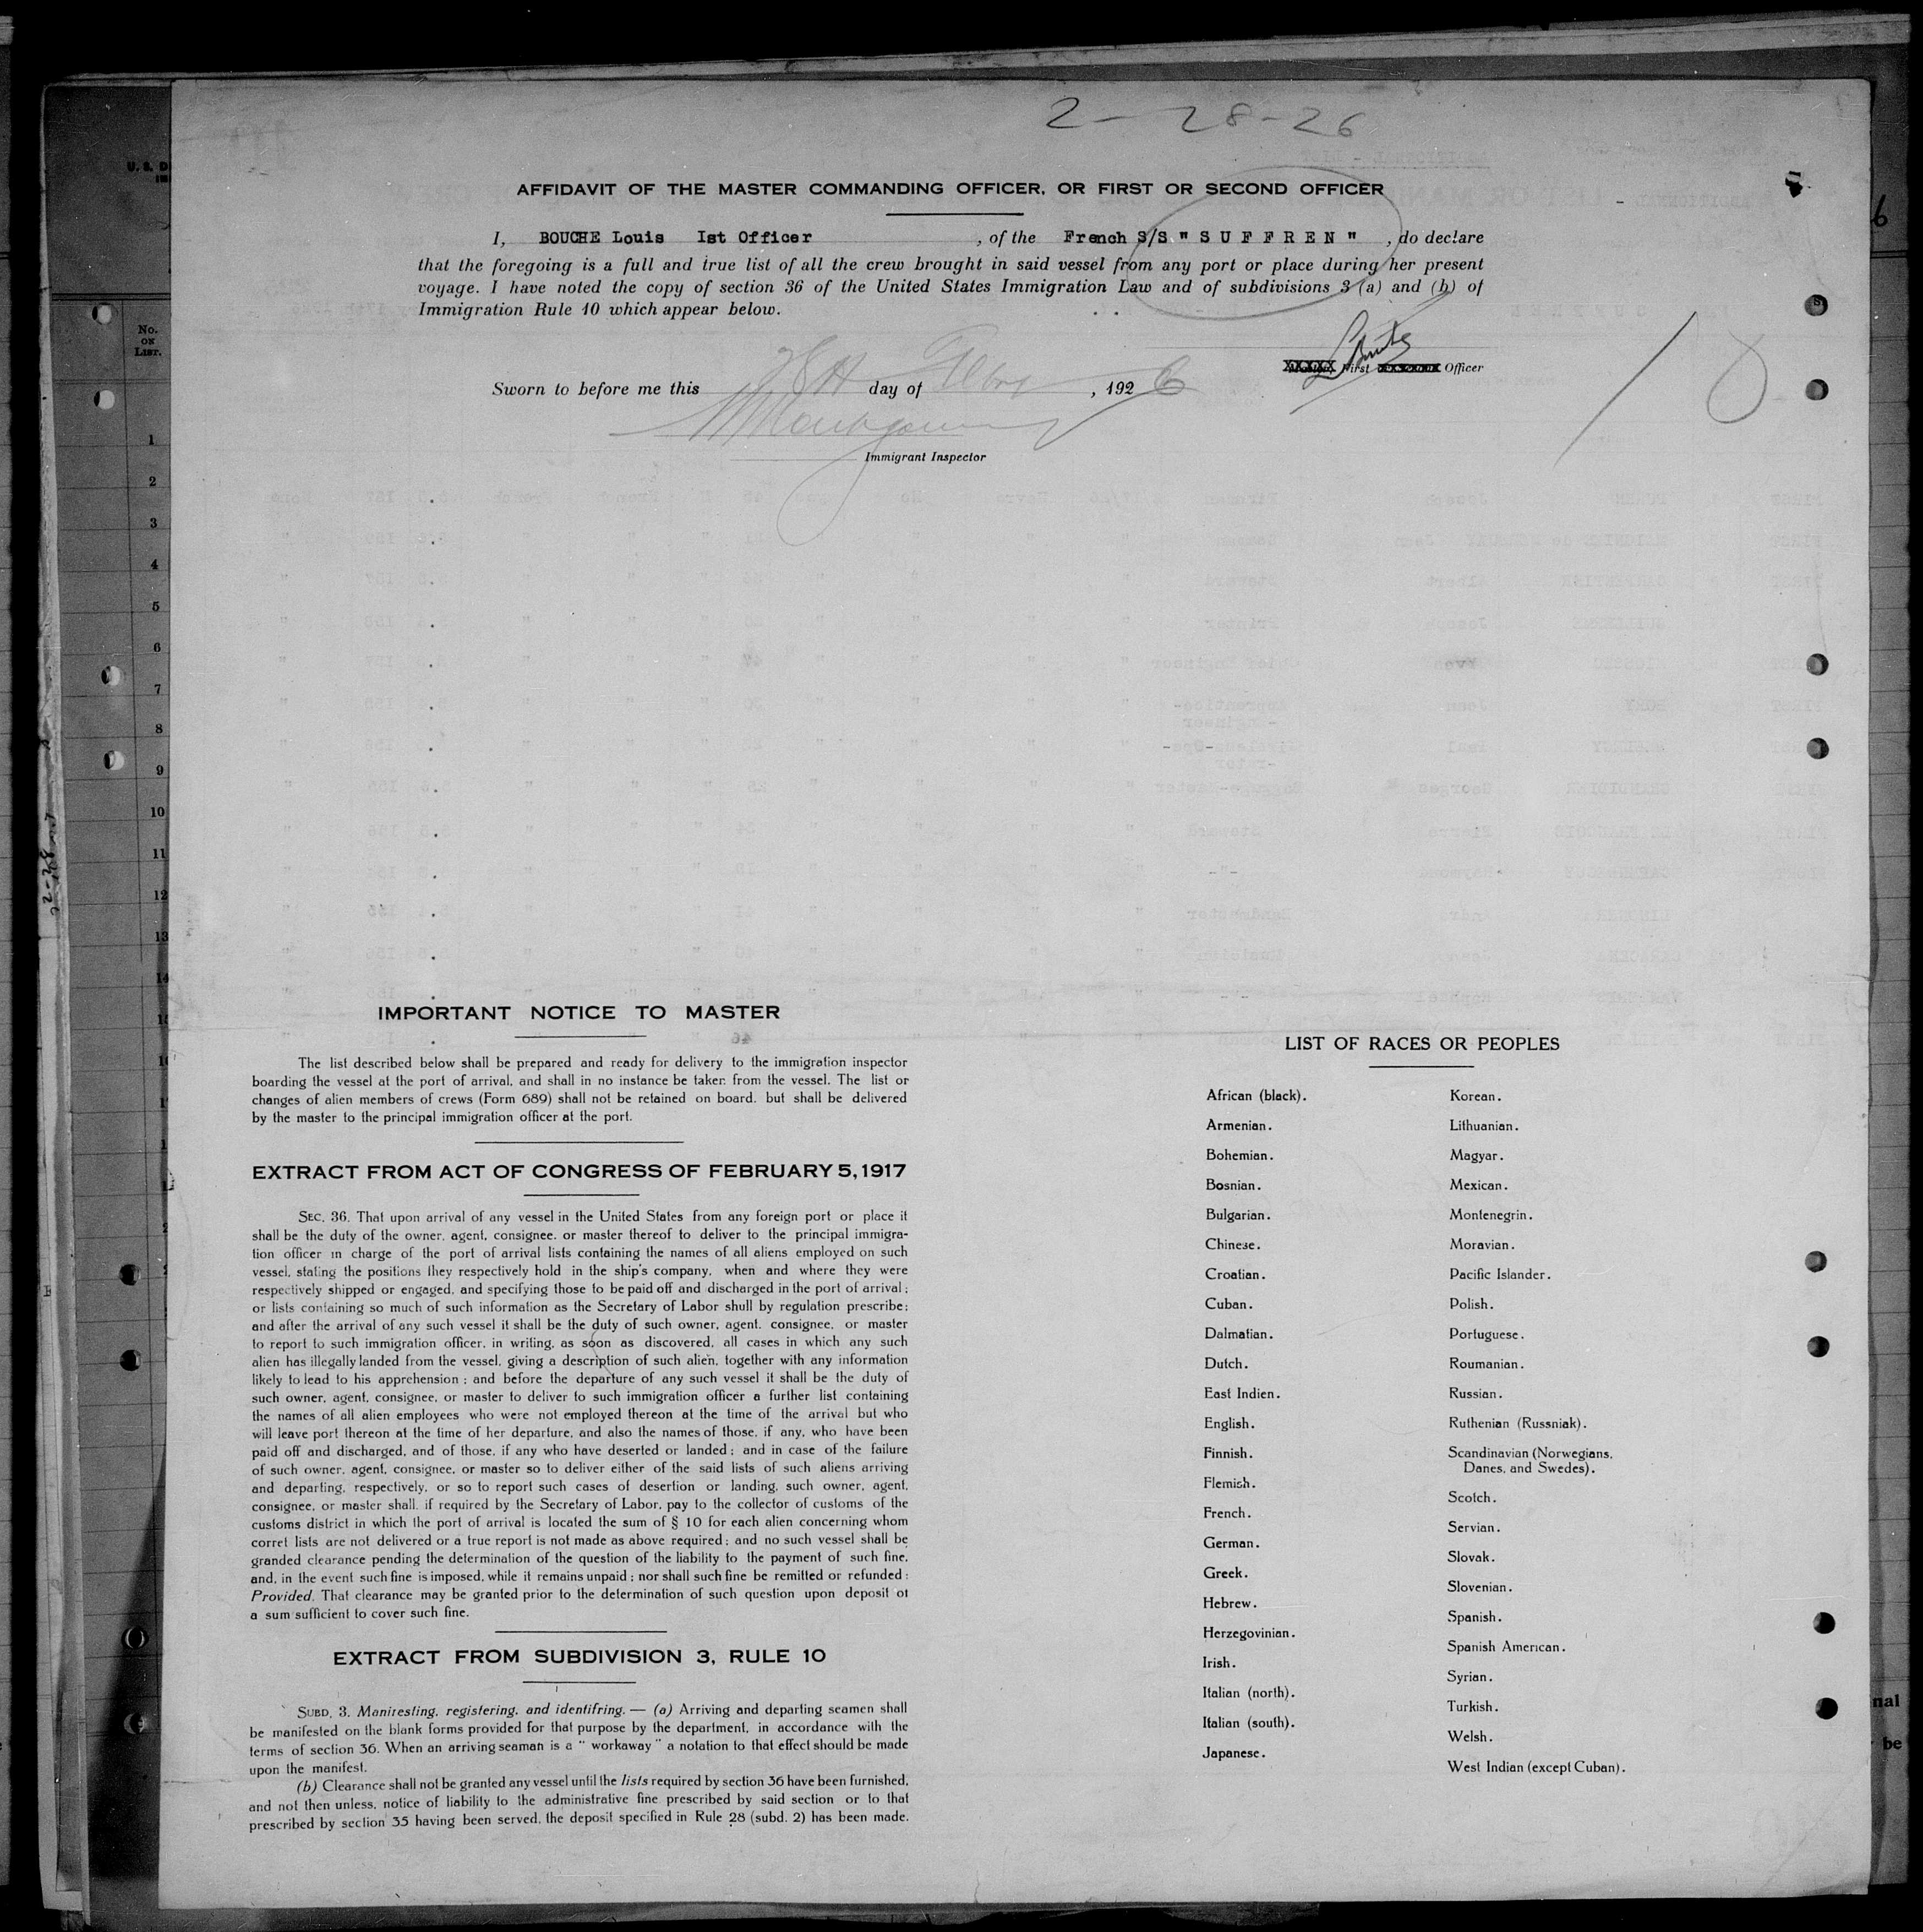 2-28-26
AFFIDAVIT OF THE MASTER COMMANDING OFFICER, OR FIRST OR SECOND OFFICER
I, BOUCHE Louis Ist Officer , of the French S/S "SUFFREN" , do declare
that the foregoing is a full and true list of all the crew brought in said vessel from any port or place during her present
voyage. I have noted the copy of section 36 of the United States Immigration Law and of subdivisions 3 (a) and (b) of
Immigration Rule 10 which appear below.
First Officer
Sworn to before me this 28th day of Feby , 1926
Immigrant Inspector
IMPORTANT NOTICE TO MASTER
The list described below shall be prepared and ready for delivery to the immigration inspector
boarding the vessel at the port of arrival, and shall in no instance be taken from the vessel. The list or
changes of alien members of crews (Form 689) shall not be retained on board. but shall be delivered
by the master to the principal immigration officer at the port.
EXTRACT FROM ACT OF CONGRESS OF FEBRUARY 5, 1917
SEC. 36. That upon arrival of any vessel in the United States from any foreign port or place it
shall be the duty of the owner, agent, consignee. or master thereof to deliver to the principal immigra-
tion officer in charge of the port of arrival lists containing the names of all aliens employed on such
vessel, stating the positions they respectively hold in the ship's company, when and where they were
respectively shipped or engaged, and specifying those to be paid off and discharged in the port of arrival ;
or lists containing so much of such information as the Secretary of Labor shull by regulation prescribe;
and after the arrival of any such vessel it shall be the duty of such owner, agent. consignee, or master
to report to such immigration officer, in writing, as soon as discovered, all cases in which any such
alien has illegally landed from the vessel, giving a description of such alien, together with any information
likely to lead to his apprchension ; and before the departure of any such vessel it shall be the duty of
such owner, agent, consignee, or master to deliver to such immigration officer a further list containing
the names of all alien employees who were not employed thereon at the time of the arrival but who
will leave port thereon at the time of her departure, and also the names of those, if any, who have been
paid off and discharged, and of those, if any who have deserted or landed ; and in case of the failure
of such owner. agent, consignee, or master so to deliver either of the said lists of such aliens arriving
and departing, respectively, or so to report such cases of desertion or landing, such owner, agent,
consignee, or master shall, if required by the Secretary of Labor, pay to the collector of customs of the
customs district in which the port of arrival is located the sum of § 10 for each alien concerning whom
corret lists are not delivered or a true report is not made as above required ; and no such vessel shall be
granded clearance pending the determination of the question of the liability to the payment of such fine,
and, in the event such fine is imposed, while it remains unpaid ; nor shall such fine be remitted or refunded :
Provided, That clearance may be granted prior to the determination of such question upon deposit of
a sum sufficient to cover such fine.
EXTRACT FROM SUBDIVISION 3, RULE 10
SUBD. 3. Maniresting, registering, and identifring. — (a) Arriving and departing seamen shall
be manifested on the blank forms provided for that purpose by the department, in accordance with the
terms of section 36. When an arriving seaman is a " workaway " a notation to that effect should be made
upon the manifest.
(b) Clearance shall not be granted any vessel until the lists required by section 36 have been furnished,
and not then unless, notice of liability to the administrative fine prescribed by said section or to that
prescribed by section 35 having been served, the deposit specified in Rule 28 (subd. 2) has been made.
LIST OF RACES OR PEOPLES
African (black).
Armenian.
Bohemian.
Bosnian.
Bulgarian.
Chinese.
Croatian.
Cuban.
Dalmatian.
Dutch.
East Indien.
English.
Finnish.
Flemish.
French.
German.
Greek.
Hebrew.
Herzegovinian.
Irish.
Italian (north).
Italian (south).
Japanese.
Korean.
Lithuanian.
Magyar.
Mexican.
Montenegrin.
Moravian.
Pacific Islander.
Polish.
Portuguese.
Roumanian.
Russian.
Ruthenian (Russniak).
Scandinavian (Norwegians,
Danes, and Swedes).
Scotch.
Servian.
Slovak.
Slovenian.
Spanish.
Spanish American.
Syrian.
Turkish.
Welsh.
West Indian (except Cuban).
No.
ON
LIST.
1
2
3
4
5
6
7
8
9
10
11
12
13
14